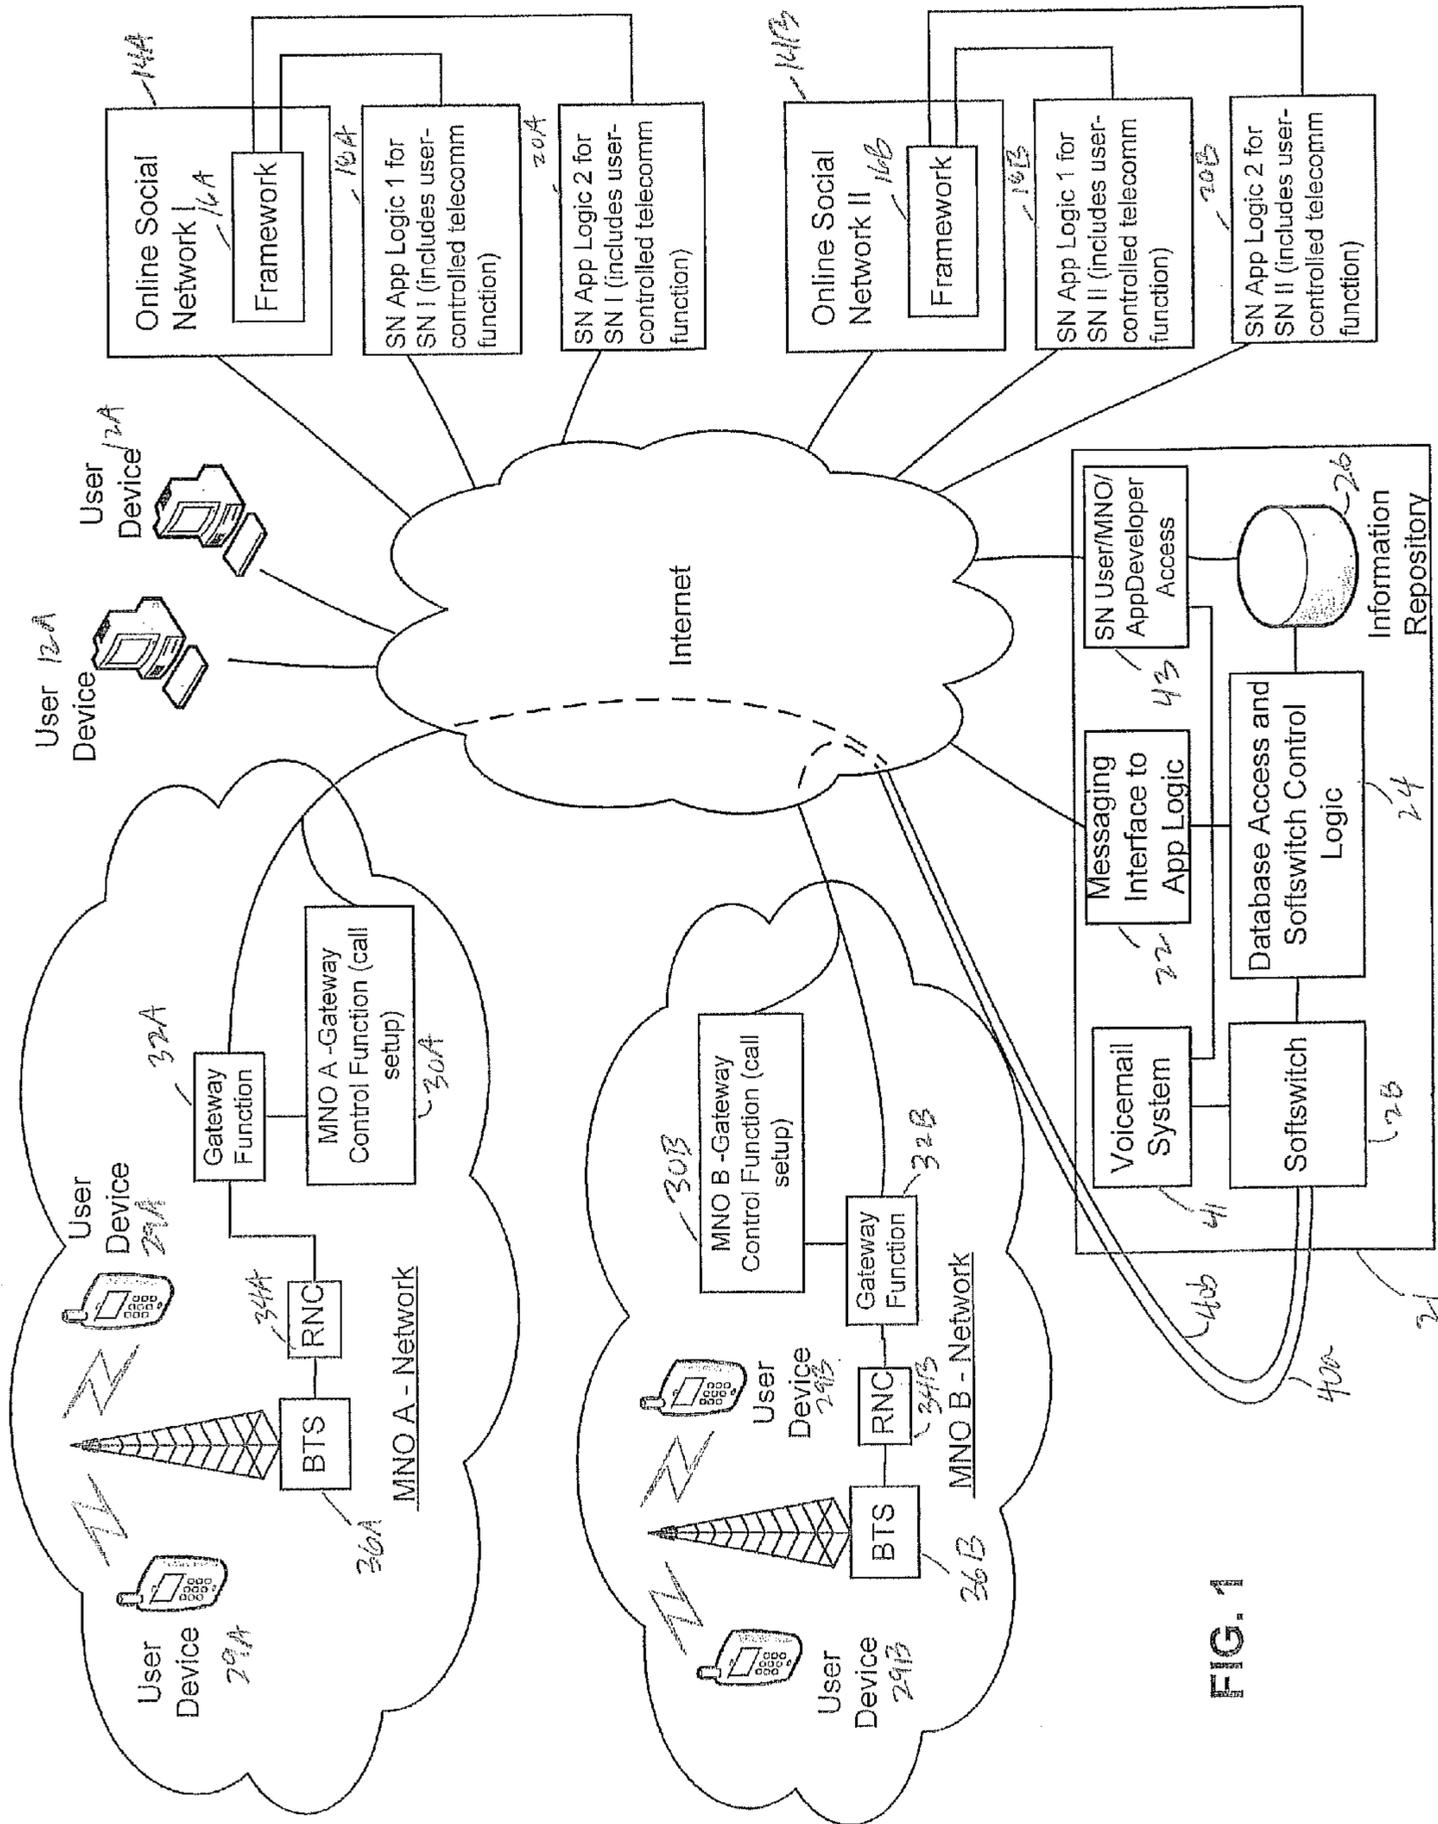 User
Device
29A
User
Device
29A
36A
BTS
34A
RNC
MNO A - Network
32A
Gateway
Function
MNO A -Gateway
Control Function (call
setup)
30A
User
Device
12A
User
Device
12A
14A
Online Social
Network I
16A
Framework
18A
SN App Logic 1 for
SN I (includes user-
controlled telecomm
function)
20A
SN App Logic 2 for
SN I (includes user-
controlled telecomm
function)
Internet
14B
Online Social
Network II
16B
Framework
18B
SN App Logic 1 for
SN II (includes user-
controlled telecomm
function)
20B
SN App Logic 2 for
SN II (includes user-
controlled telecomm
function)
User
Device
29B
User
Device
29B
36B
BTS
34B
RNC
MNO B - Network
30B
MNO B -Gateway
Control Function (call
setup)
32B
Gateway
Function
Voicemail
System
41
Messaging
Interface to
App Logic
22
SN User/MNO/
AppDeveloper
Access
43
26
Information
Repository
Softswitch
28
Database Access and
Softswitch Control
Logic
24
40b
40a
21
FIG. 1